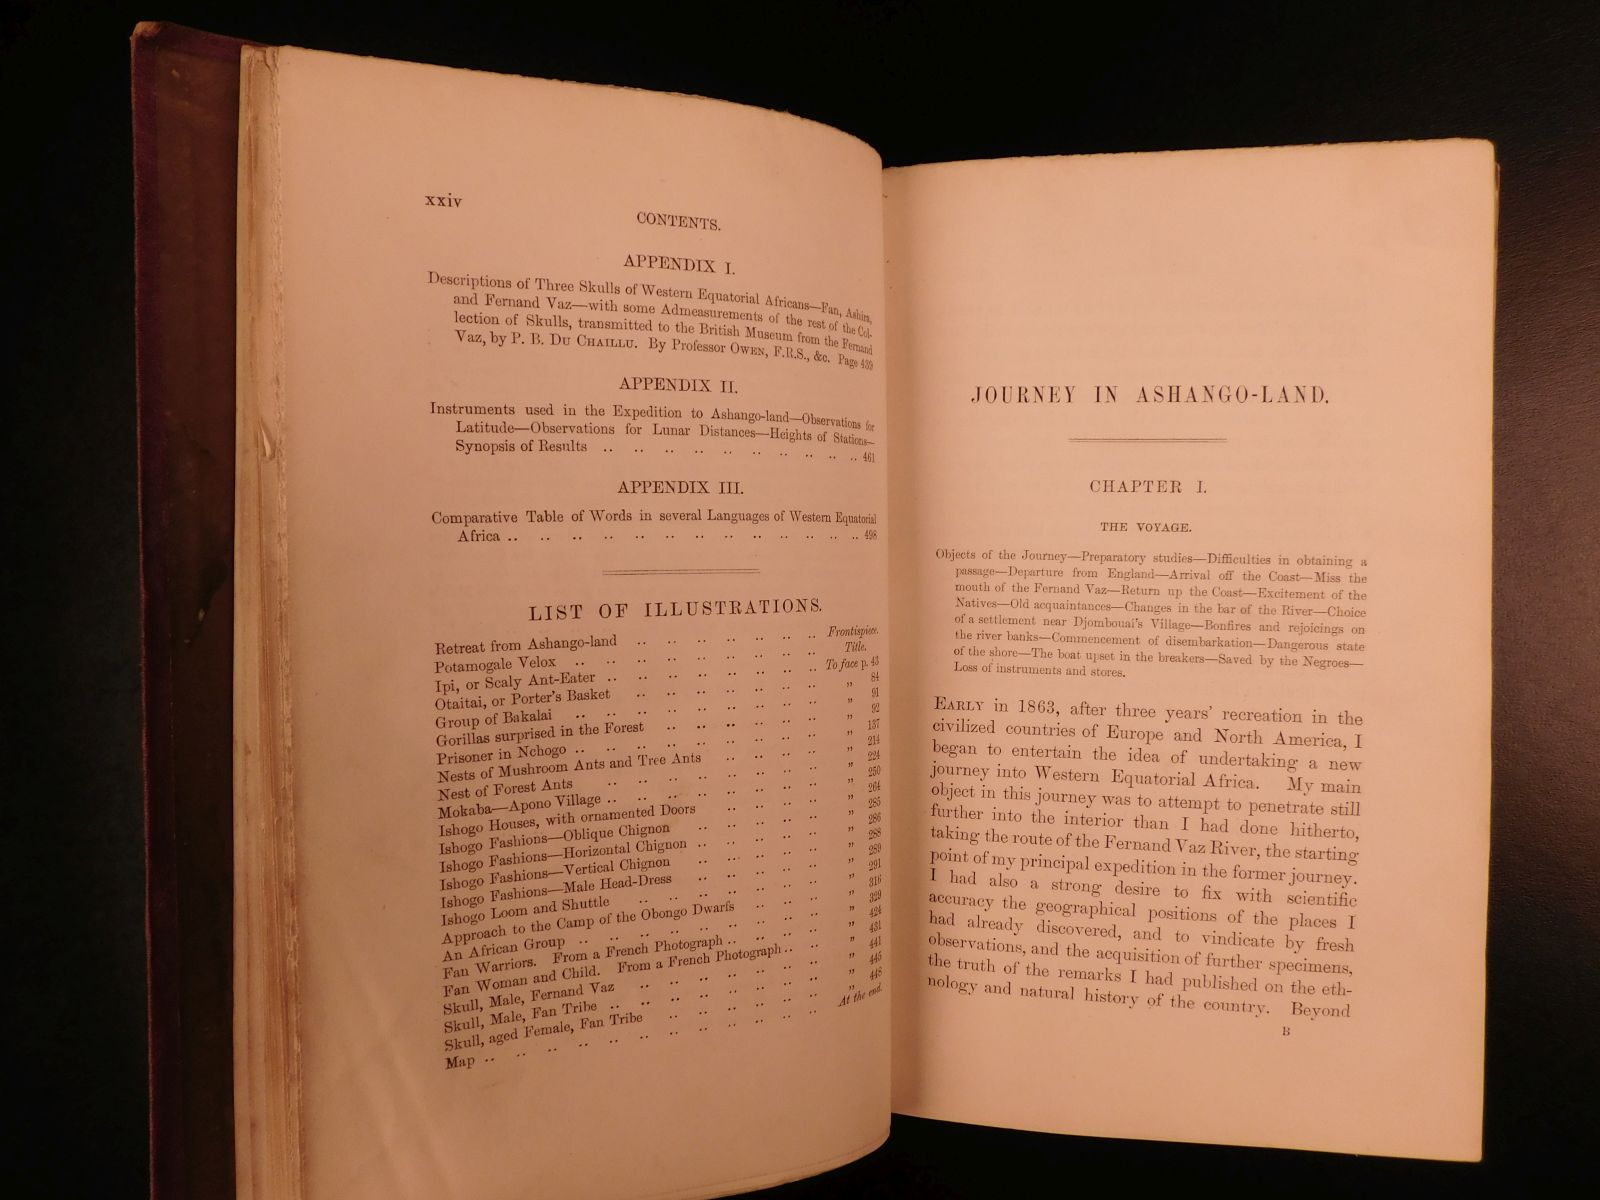 xxiv
CONTENTS.
APPENDIX I.
Descriptions of Three Skulls of Western Equatorial Africans—Fan, Ashira,
and Fernand Vaz—with some Admeasurements of the rest of the Col-
lection of Skulls, transmitted to the British Museum from the Fernand
Vaz, by P. B. DU CHAILLU. By Professor OWEN, F.R.S., &c. Page 439
APPENDIX II.
Instruments used in the Expedition to Ashango-land—Observations for
Latitude—Observations for Lunar Distances—Heights of Stations—
Synopsis of Results .. .. .. .. .. .. .. .. .. 461
APPENDIX III.
Comparative Table of Words in several Languages of Western Equatorial
Africa .. .. .. .. .. .. .. .. .. .. .. .. 498
LIST OF ILLUSTRATIONS.
Retreat from Ashango-land .. .. .. .. .. .. .. Frontispiece.
Potamogale Velox .. .. .. .. .. .. .. .. .. Title.
Ipi, or Scaly Ant-Eater .. .. .. .. .. .. .. To face p. 43
Otaitai, or Porter's Basket .. .. .. .. .. .. „ 84
Group of Bakalai .. .. .. .. .. .. .. .. „ 91
Gorillas surprised in the Forest .. .. .. .. .. „ 92
Prisoner in Nchogo .. .. .. .. .. .. .. .. „ 137
Nests of Mushroom Ants and Tree Ants .. .. .. .. „ 214
Nest of Forest Ants .. .. .. .. .. .. .. „ 224
Mokaba—Apono Village .. .. .. .. .. .. .. „ 250
Ishogo Houses, with ornamented Doors .. .. .. .. „ 264
Ishogo Fashions—Oblique Chignon .. .. .. .. .. „ 285
Ishogo Fashions—Horizontal Chignon .. .. .. .. .. „ 286
Ishogo Fashions—Vertical Chignon .. .. .. .. .. „ 288
Ishogo Fashions—Male Head-Dress .. .. .. .. .. „ 289
Ishogo Loom and Shuttle .. .. .. .. .. .. .. „ 291
Approach to the Camp of the Obongo Dwarfs .. .. .. „ 316
An African Group .. .. .. .. .. .. .. .. „ 329
Fan Warriors. From a French Photograph .. .. .. .. „ 424
Fan Woman and Child. From a French Photograph .. .. „ 431
Skull, Male, Fernand Vaz .. .. .. .. .. .. „ 441
Skull, Male, Fan Tribe .. .. .. .. .. .. .. „ 445
Skull, aged Female, Fan Tribe .. .. .. .. .. „ 448
Map .. .. .. .. .. .. .. .. .. .. .. At the end.
JOURNEY IN ASHANGO-LAND.
CHAPTER I.
THE VOYAGE.
Objects of the Journey—Preparatory studies—Difficulties in obtaining a
passage—Departure from England—Arrival off the Coast—Miss the
mouth of the Fernand Vaz—Return up the Coast—Excitement of the
Natives—Old acquaintances—Changes in the bar of the River—Choice
of a settlement near Djombouai's Village—Bonfires and rejoicings on
the river banks—Commencement of disembarkation—Dangerous state
of the shore—The boat upset in the breakers—Saved by the Negroes—
Loss of instruments and stores.
EARLY in 1863, after three years' recreation in the
civilized countries of Europe and North America, I
began to entertain the idea of undertaking a new
journey into Western Equatorial Africa. My main
object in this journey was to attempt to penetrate still
further into the interior than I had done hitherto,
taking the route of the Fernand Vaz River, the starting
point of my principal expedition in the former journey.
I had also a strong desire to fix with scientific
accuracy the geographical positions of the places I
had already discovered, and to vindicate by fresh
observations, and the acquisition of further specimens,
the truth of the remarks I had published on the eth-
nology and natural history of the country. Beyond
B